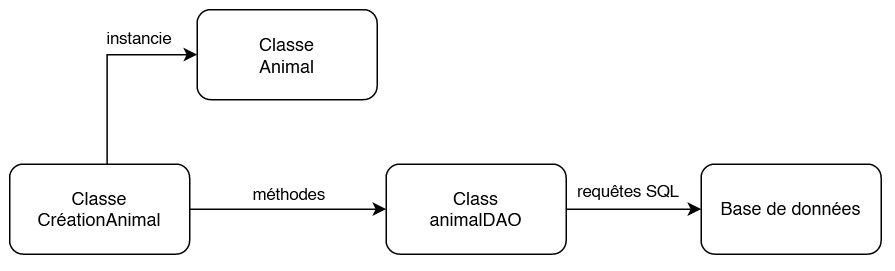 instancie
Classe
Animal
Classe
CréationAnimal
méthodes
Class
animalDAO
requêtes SQL
Base de données